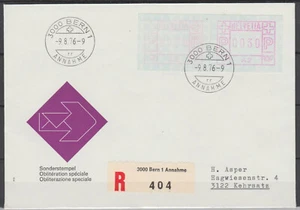 3000 BERN 1
-9.8.76-9
ANNAHME
3000 BERN 1
-9.8.76-9
ANNAHME
Sonderstempel
Oblitération spéciale
Obliterazione speciale
3000 Bern 1 Annahme
R 404
H. Asper
Hagwiesenstr. 4
3122 Kehrsatz